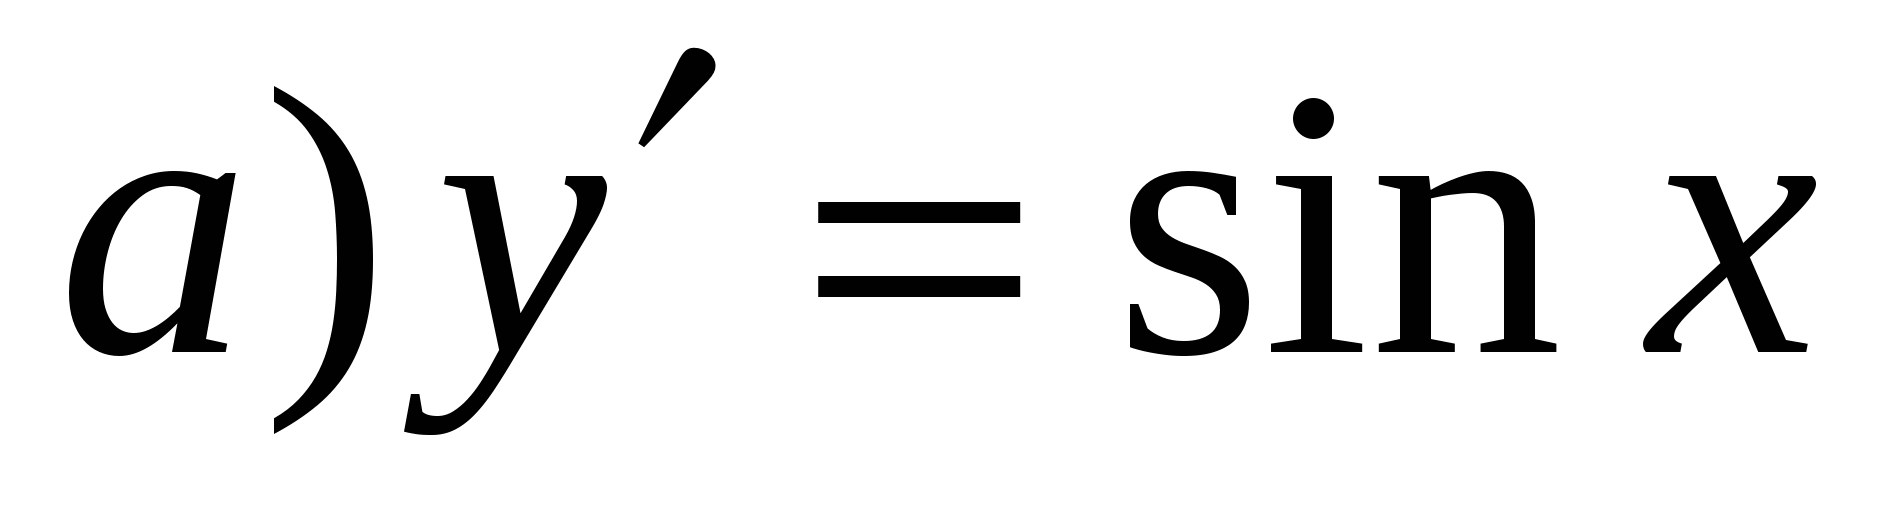 a) y′ = sin x